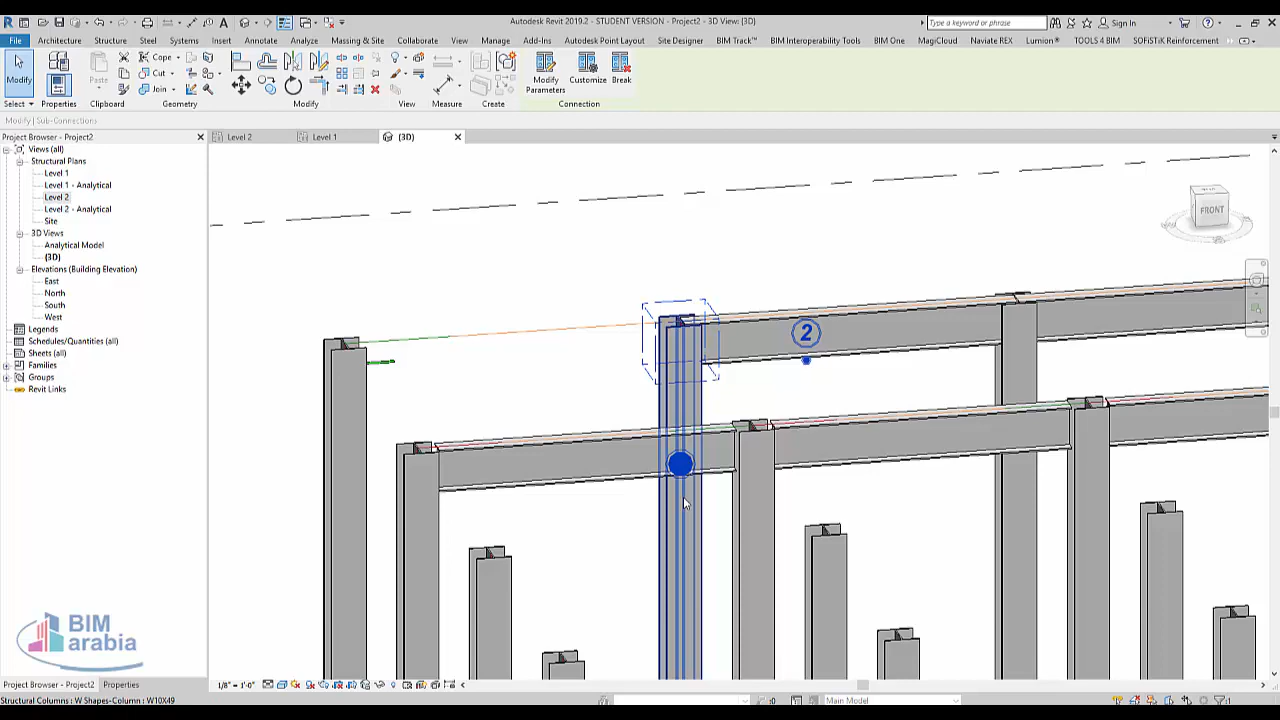 Autodesk Revit 2019.2 - STUDENT VERSION - Project2 - 3D View: {3D}
Type a keyword or phrase
Sign In
File Architecture Structure Steel Systems Insert Annotate Analyze Massing & Site Collaborate View Manage Add-Ins Autodesk Point Layout Site Designer BIM Track™ BIM Interoperability Tools BIM One MagiCloud Naviate REX Lumion® TOOLS 4 BIM SOFiSTiK Reinforcement
Modify
Paste
Cope
Cut
Join
Modify Parameters
Customize
Break
Select Properties Clipboard Geometry Modify View Measure Create Connection
Modify | Sub-Connections
Project Browser - Project2
Level 2
Level 1
{3D}
Views (all)
Structural Plans
Level 1
Level 1 - Analytical
Level 2
Level 2 - Analytical
Site
3D Views
Analytical Model
{3D}
Elevations (Building Elevation)
East
North
South
West
Legends
Schedules/Quantities (all)
Sheets (all)
Families
Groups
Revit Links
FRONT
2
BIM
arabia
Project Browser - Project2
Properties
1/8" = 1'-0"
Structural Columns : W Shapes-Column : W10X49
:0
Main Model
:1